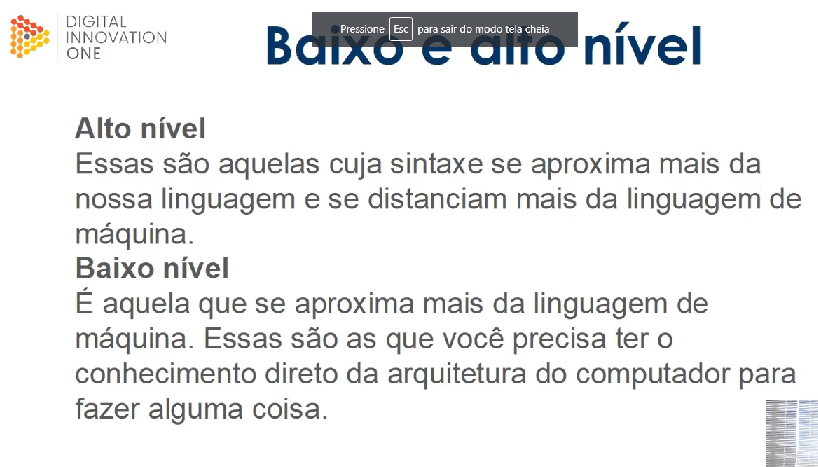 DIGITAL
INNOVATION
ONE
Pressione Esc para sair do modo tela cheia
Baixo e alto nível
Alto nível
Essas são aquelas cuja sintaxe se aproxima mais da
nossa linguagem e se distanciam mais da linguagem de
máquina.
Baixo nível
É aquela que se aproxima mais da linguagem de
máquina. Essas são as que você precisa ter o
conhecimento direto da arquitetura do computador para
fazer alguma coisa.